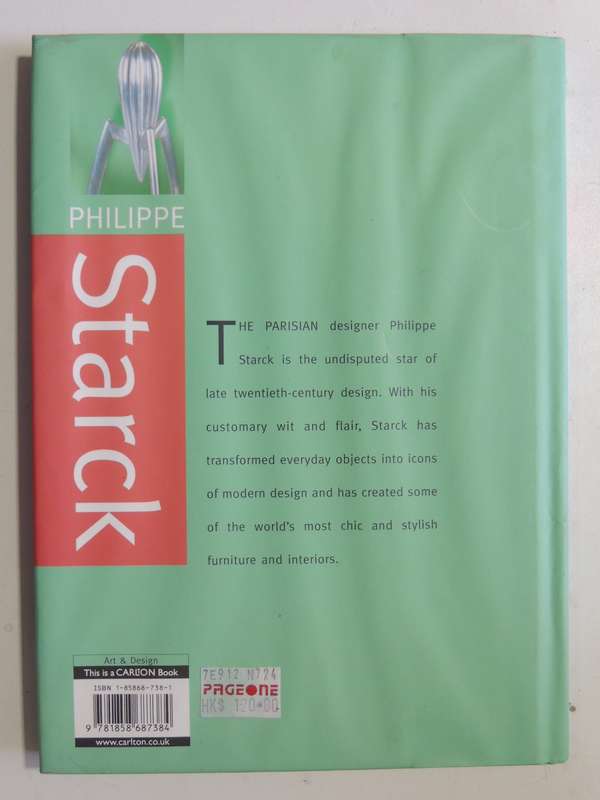 PHILIPPE
Starck
THE PARISIAN designer Philippe
Starck is the undisputed star of
late twentieth-century design. With his
customary wit and flair, Starck has
transformed everyday objects into icons
of modern design and has created some
of the world's most chic and stylish
furniture and interiors.
Art & Design
This is a CARLTON Book
ISBN 1-85868-738-1
9 781858 687384
www.carlton.co.uk
7E912 N724
PAGEONE
HK$ 120*00